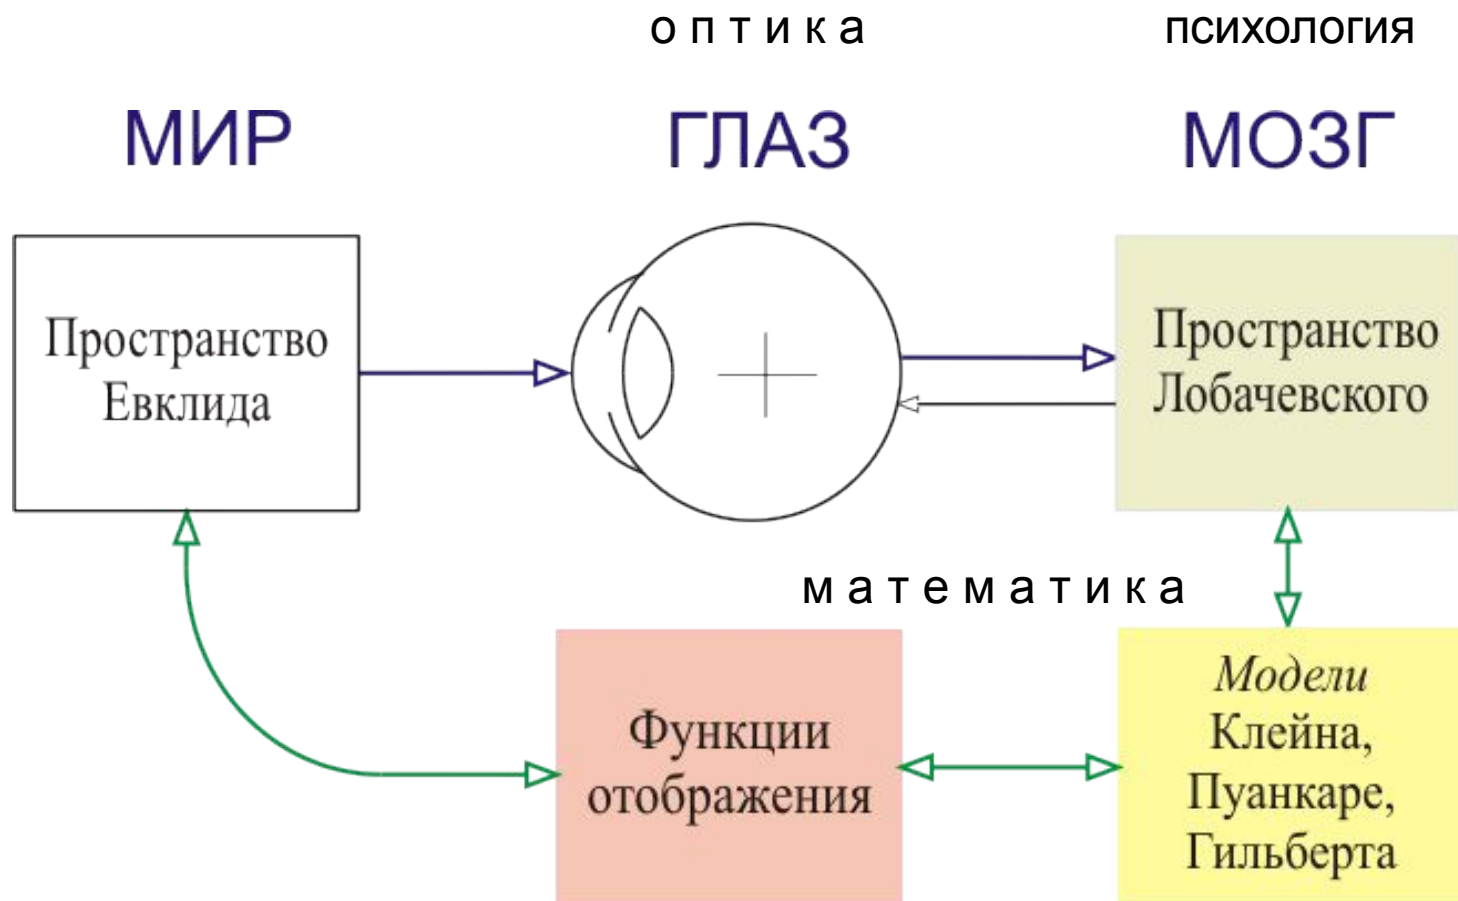 о п т и к а
психология
МИР
ГЛАЗ
МОЗГ
Пространство
Евклида
Пространство
Лобачевского
м а т е м а т и к а
Функции
отображения
Модели
Клейна,
Пуанкаре,
Гильберта